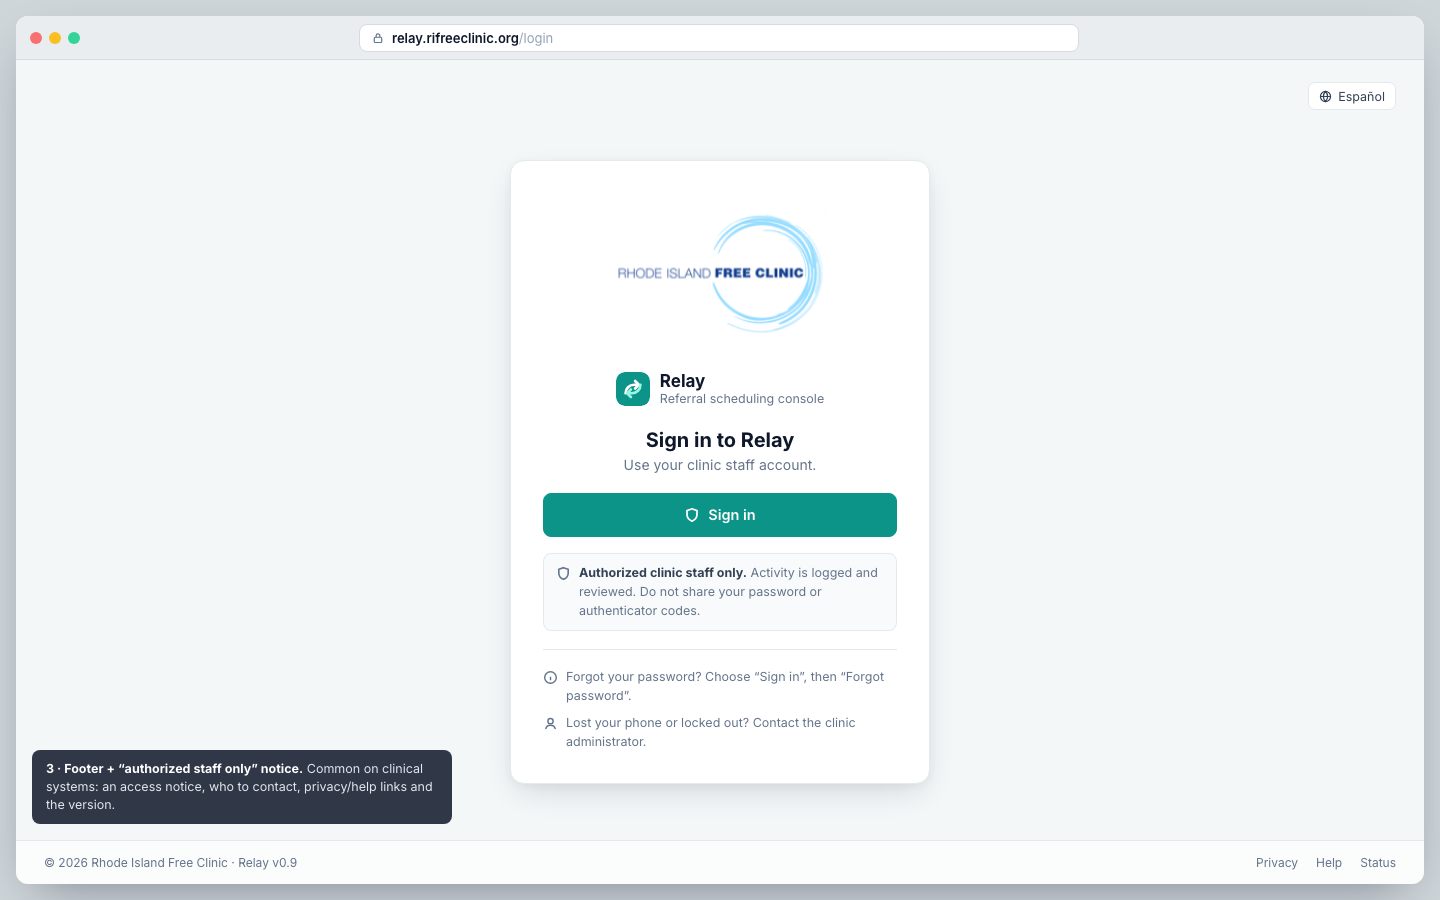 relay.rifreeclinic.org/login
Español
RHODE ISLAND FREE CLINIC
Relay
Referral scheduling console
Sign in to Relay
Use your clinic staff account.
Sign in
Authorized clinic staff only. Activity is logged and
reviewed. Do not share your password or
authenticator codes.
Forgot your password? Choose “Sign in”, then “Forgot
password”.
Lost your phone or locked out? Contact the clinic
administrator.
3 · Footer + “authorized staff only” notice. Common on clinical
systems: an access notice, who to contact, privacy/help links and
the version.
© 2026 Rhode Island Free Clinic · Relay v0.9
Privacy Help Status